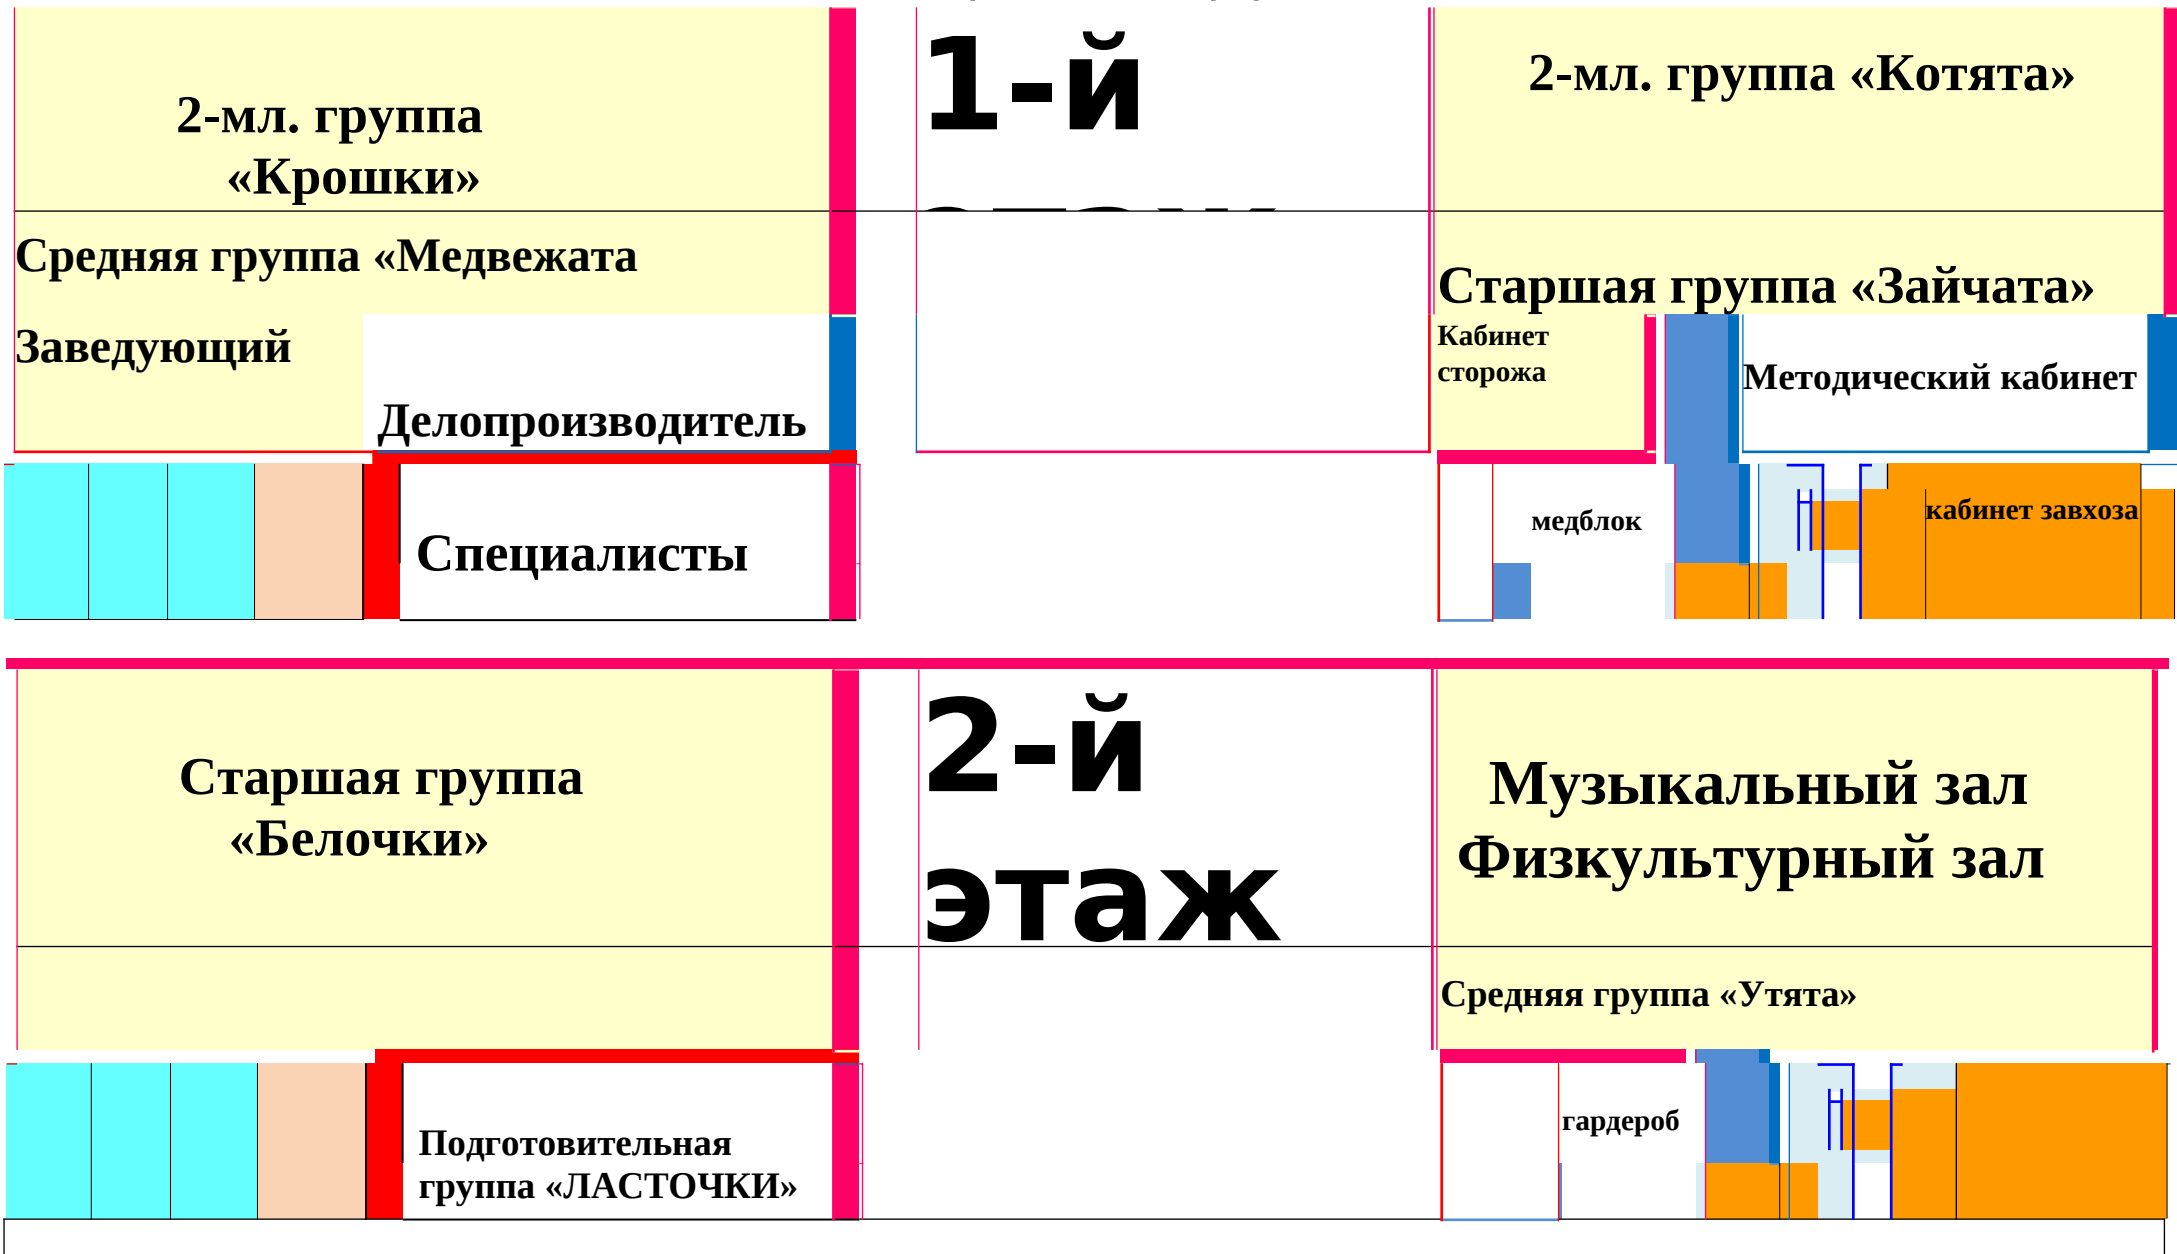 2-мл. группа
«Крошки»
Средняя группа «Медвежата
Заведующий
Делопроизводитель
Специалисты
1-й
этаж
2-мл. группа «Котята»
Старшая группа «Зайчата»
Кабинет
сторожа
Методический кабинет
медблок
кабинет завхоза
Старшая группа
«Белочки»
Подготовительная
группа «ЛАСТОЧКИ»
2-й
этаж
Музыкальный зал
Физкультурный зал
Средняя группа «Утята»
гардероб